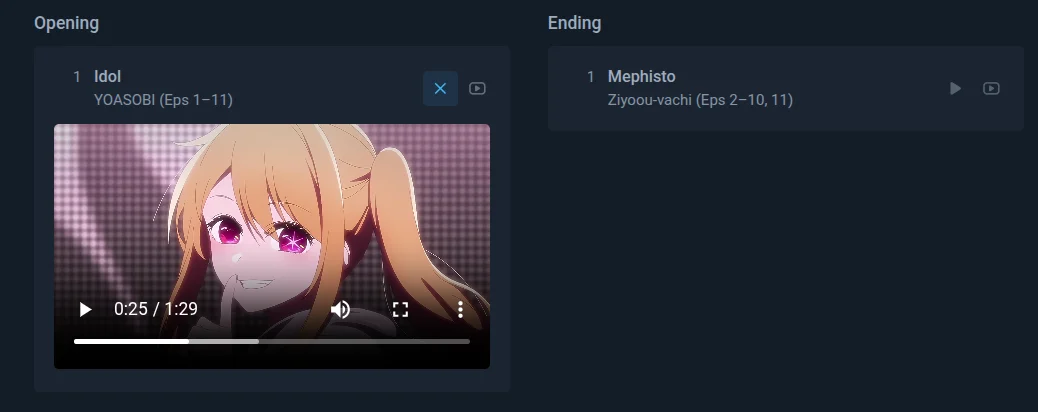 Opening
1 Idol
YOASOBI (Eps 1–11)
0:25 / 1:29
Ending
1 Mephisto
Ziyoou-vachi (Eps 2–10, 11)